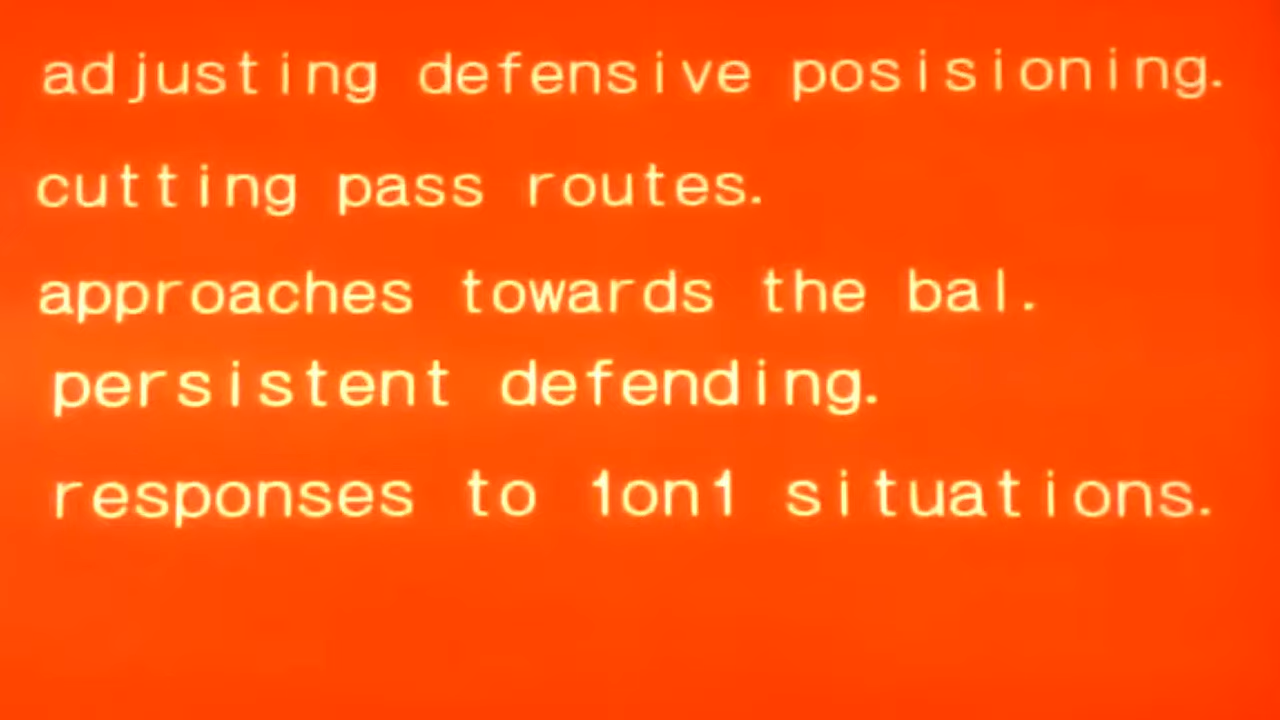 adjusting defensive posisioning.
cutting pass routes.
approaches towards the bal.
persistent defending.
responses to 1on1 situations.